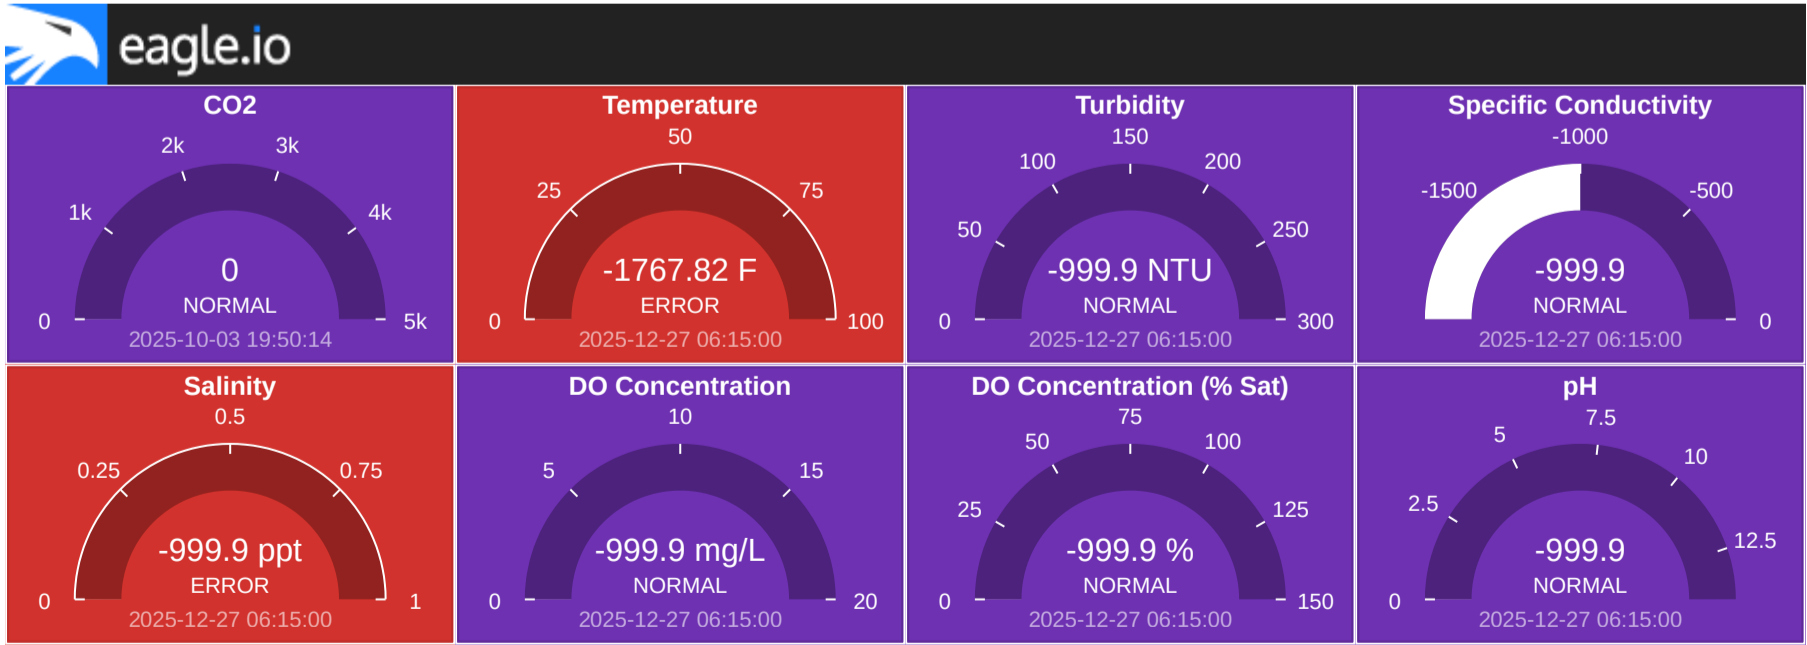 eagle.io
CO2
2k
3k
1k
4k
0
NORMAL
0
5k
2025-10-03 19:50:14
Temperature
50
25
75
-1767.82 F
ERROR
0
100
2025-12-27 06:15:00
Turbidity
150
100
200
50
250
-999.9 NTU
NORMAL
0
300
2025-12-27 06:15:00
Specific Conductivity
-1000
-1500
-500
-999.9
NORMAL
0
2025-12-27 06:15:00
Salinity
0.5
0.25
0.75
-999.9 ppt
ERROR
0
1
2025-12-27 06:15:00
DO Concentration
10
5
15
-999.9 mg/L
NORMAL
0
20
2025-12-27 06:15:00
DO Concentration (% Sat)
75
50
100
25
125
-999.9 %
NORMAL
0
150
2025-12-27 06:15:00
pH
7.5
5
10
2.5
12.5
-999.9
NORMAL
0
2025-12-27 06:15:00